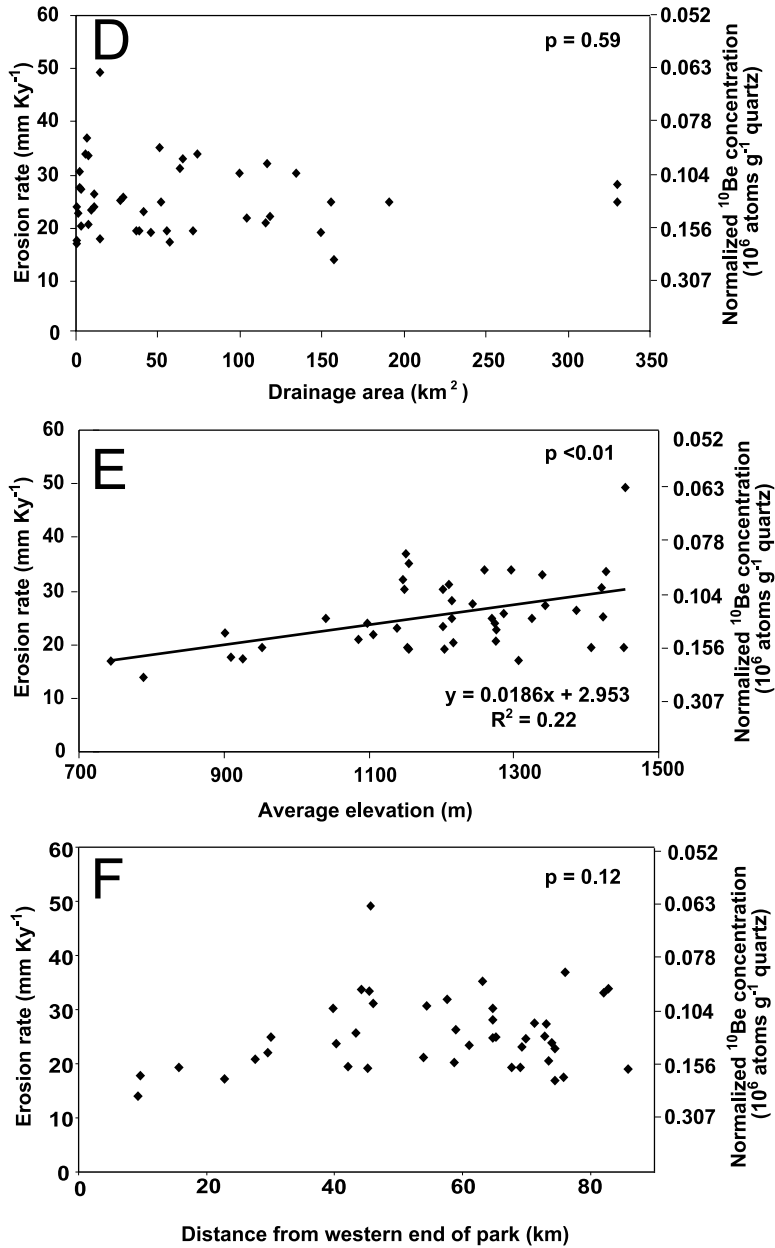 D
p = 0.59
60
50
40
30
20
10
0
Erosion rate (mm Ky⁻¹)
0.052
0.063
0.078
0.104
0.156
0.307
Normalized ¹⁰Be concentration
(10⁶ atoms g⁻¹ quartz)
0 50 100 150 200 250 300 350
Drainage area (km²)
E
p <0.01
60
50
40
30
20
10
0
Erosion rate (mm Ky⁻¹)
y = 0.0186x + 2.953
R² = 0.22
0.052
0.063
0.078
0.104
0.156
0.307
Normalized ¹⁰Be concentration
(10⁶ atoms g⁻¹ quartz)
700 900 1100 1300 1500
Average elevation (m)
F
p = 0.12
60
50
40
30
20
10
0
Erosion rate (mm Ky⁻¹)
0.052
0.063
0.078
0.104
0.156
0.307
Normalized ¹⁰Be concentration
(10⁶ atoms g⁻¹ quartz)
0 20 40 60 80
Distance from western end of park (km)